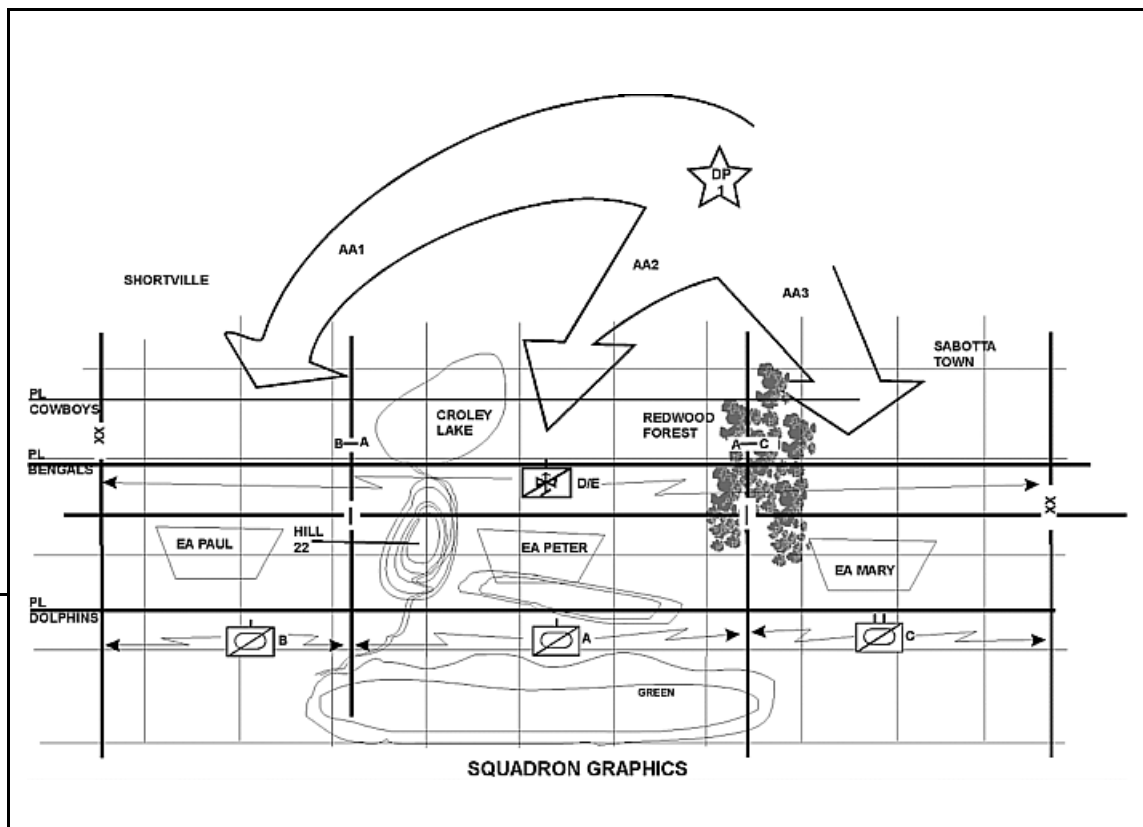 DP
1
AA1
AA2
SHORTVILLE
AA3
SABOTTA
TOWN
PL
COWBOYS
CROLEY
LAKE
REDWOOD
FOREST
XX
B A
A C
PL
BENGALS
D/E
XX
HILL
22
EA PAUL
EA PETER
EA MARY
PL
DOLPHINS
B
A
C
GREEN
SQUADRON GRAPHICS